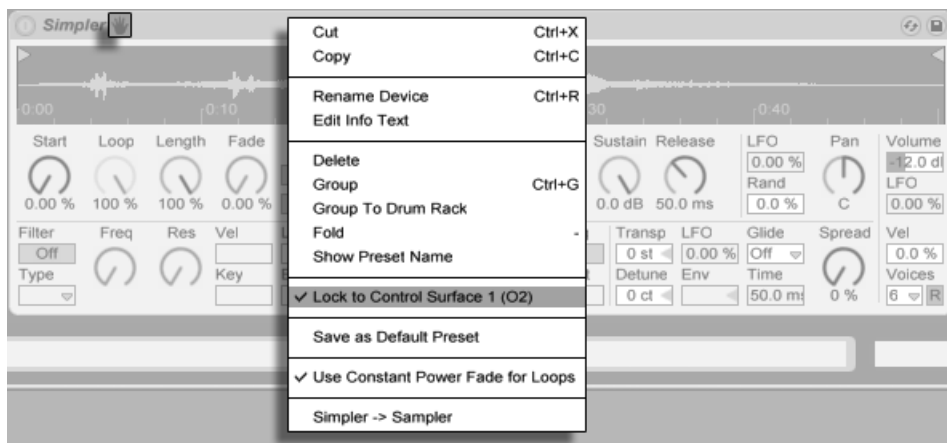 Simpler
Cut Ctrl+X
Copy Ctrl+C
Rename Device Ctrl+R
Edit Info Text
Delete
Group Ctrl+G
Group To Drum Rack
Fold -
Show Preset Name
✓ Lock to Control Surface 1 (O2)
Save as Default Preset
✓ Use Constant Power Fade for Loops
Simpler -> Sampler
0:00 0:10 30 0:40
Start Loop Length Fade Sustain Release LFO Pan Volume
0.00 % -12.0 d
Rand LFO
0.00 % 100 % 100 % 0.00 % 0.0 dB 50.0 ms 0.0 % C 0.00 %
Filter Freq Res Vel Transp LFO Glide Spread Vel
Off 0 st 0.00 % Off 0.0 %
Type Key Detune Env Time Voices
0 ct 50.0 m 0 % 6 R